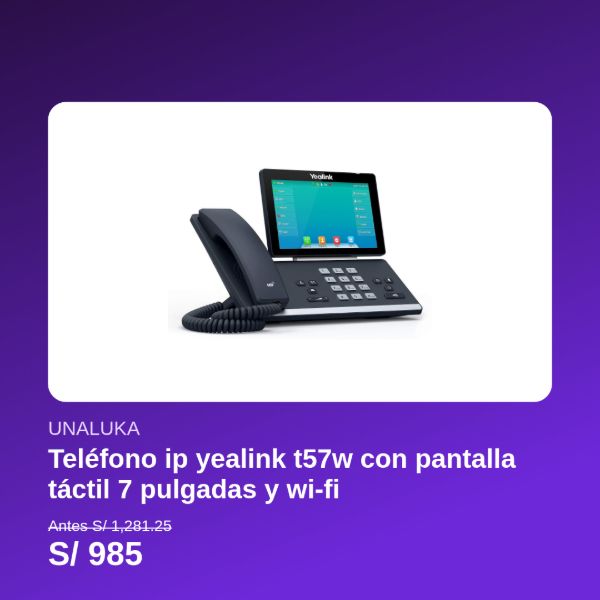 Yealink
UNALUKA
Teléfono ip yealink t57w con pantalla
táctil 7 pulgadas y wi-fi
Antes S/ 1,281.25
S/ 985